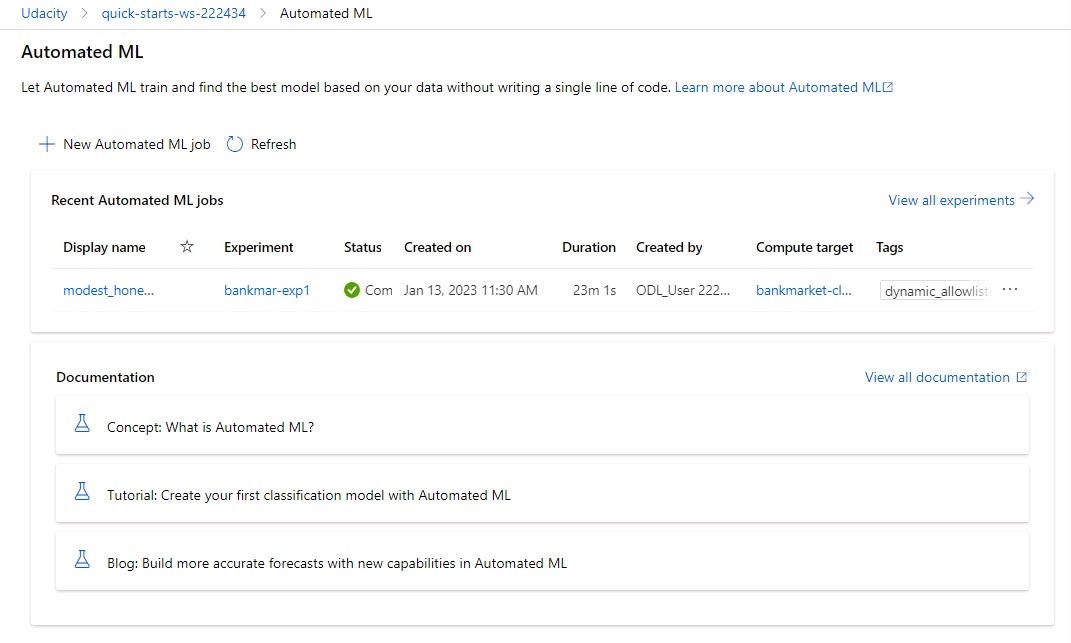 Udacity > quick-starts-ws-222434 > Automated ML
Automated ML
Let Automated ML train and find the best model based on your data without writing a single line of code. Learn more about Automated ML
New Automated ML job Refresh
Recent Automated ML jobs View all experiments
Display name Experiment Status Created on Duration Created by Compute target Tags
modest_hone... bankmar-exp1 Com Jan 13, 2023 11:30 AM 23m 1s ODL_User 222... bankmarket-cl... dynamic_allowlisti ...
Documentation View all documentation
Concept: What is Automated ML?
Tutorial: Create your first classification model with Automated ML
Blog: Build more accurate forecasts with new capabilities in Automated ML